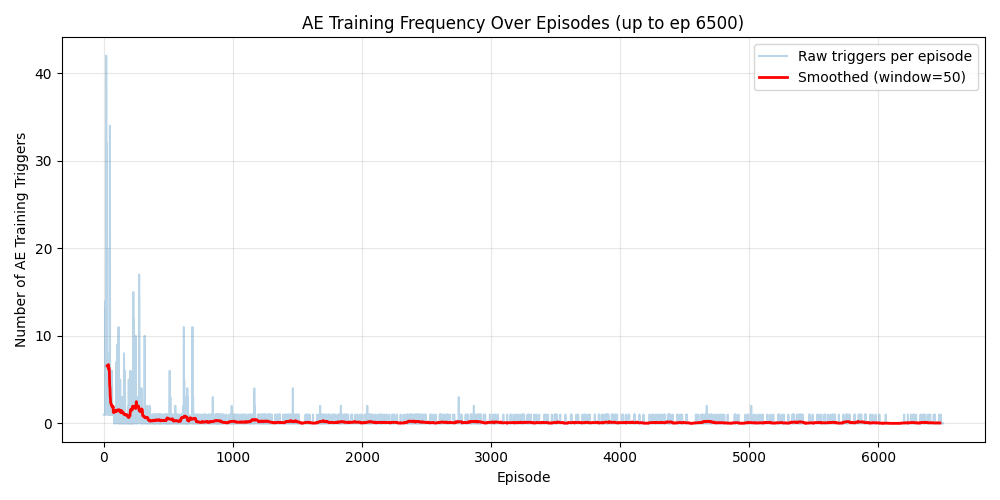 AE Training Frequency Over Episodes (up to ep 6500)
Raw triggers per episode
Smoothed (window=50)
Number of AE Training Triggers
40
30
20
10
0
0 1000 2000 3000 4000 5000 6000
Episode